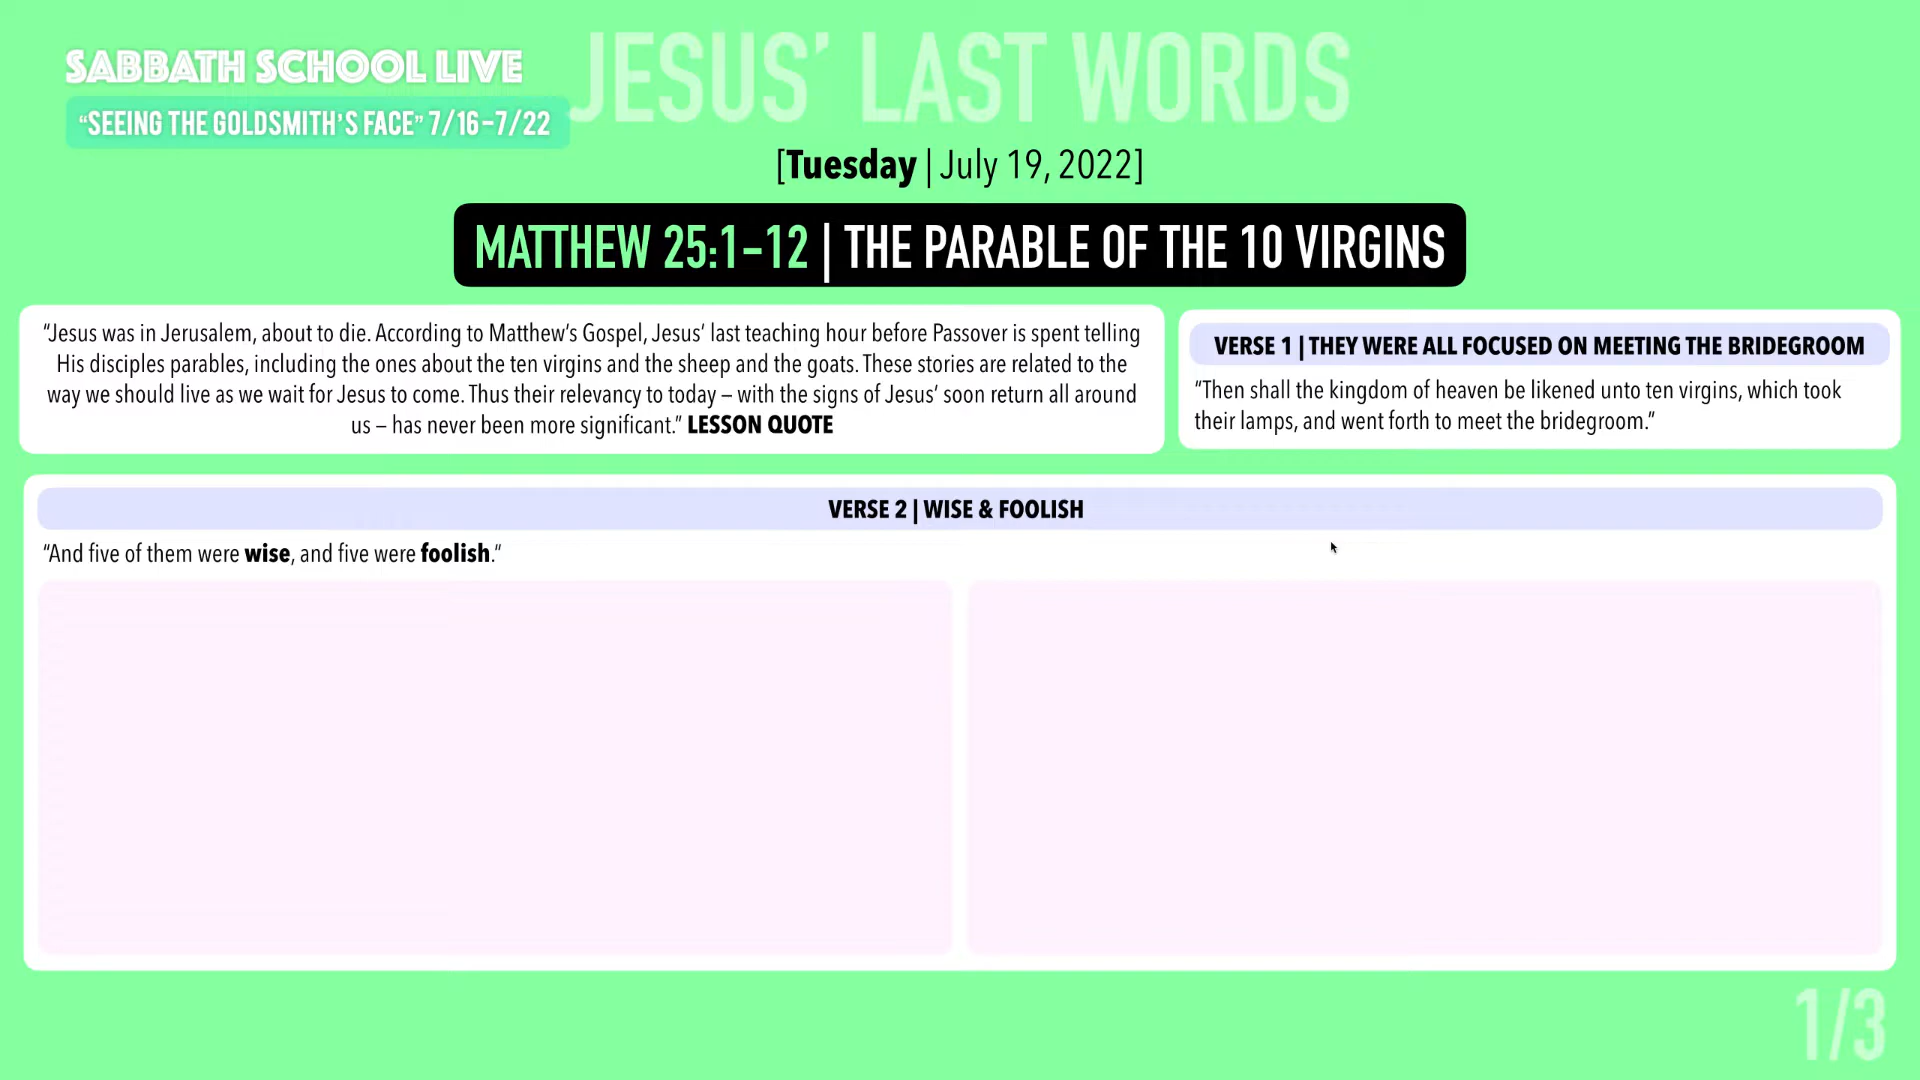 SABBATH SCHOOL LIVE
JESUS’ LAST WORDS
“SEEING THE GOLDSMITH’S FACE” 7/16–7/22
[Tuesday | July 19, 2022]
MATTHEW 25:1–12 | THE PARABLE OF THE 10 VIRGINS
“Jesus was in Jerusalem, about to die. According to Matthew’s Gospel, Jesus’ last teaching hour before Passover is spent telling
His disciples parables, including the ones about the ten virgins and the sheep and the goats. These stories are related to the
way we should live as we wait for Jesus to come. Thus their relevancy to today – with the signs of Jesus’ soon return all around
us – has never been more significant.” LESSON QUOTE
VERSE 1 | THEY WERE ALL FOCUSED ON MEETING THE BRIDEGROOM
“Then shall the kingdom of heaven be likened unto ten virgins, which took
their lamps, and went forth to meet the bridegroom.”
VERSE 2 | WISE & FOOLISH
“And five of them were wise, and five were foolish.“
1/3